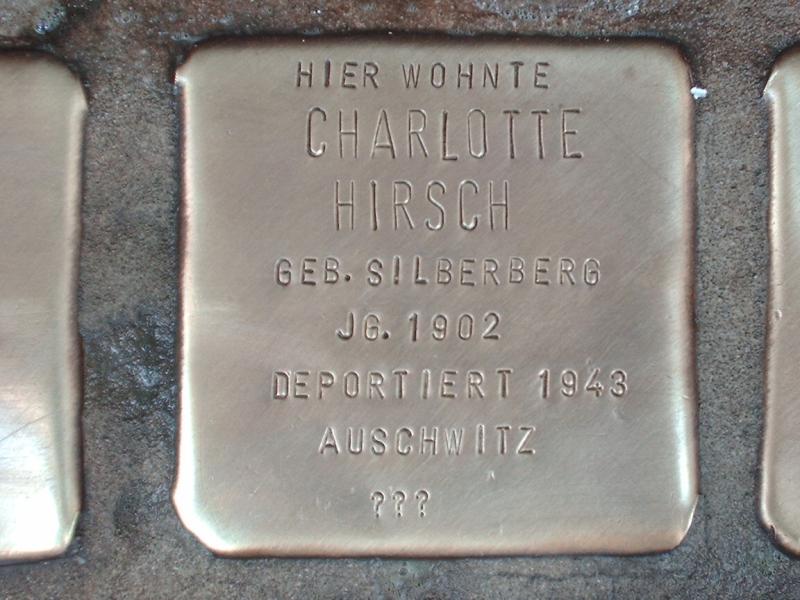 HIER WOHNTE
CHARLOTTE
HIRSCH
GEB. SILBERBERG
JG. 1902
DEPORTIERT 1943
AUSCHWITZ
???